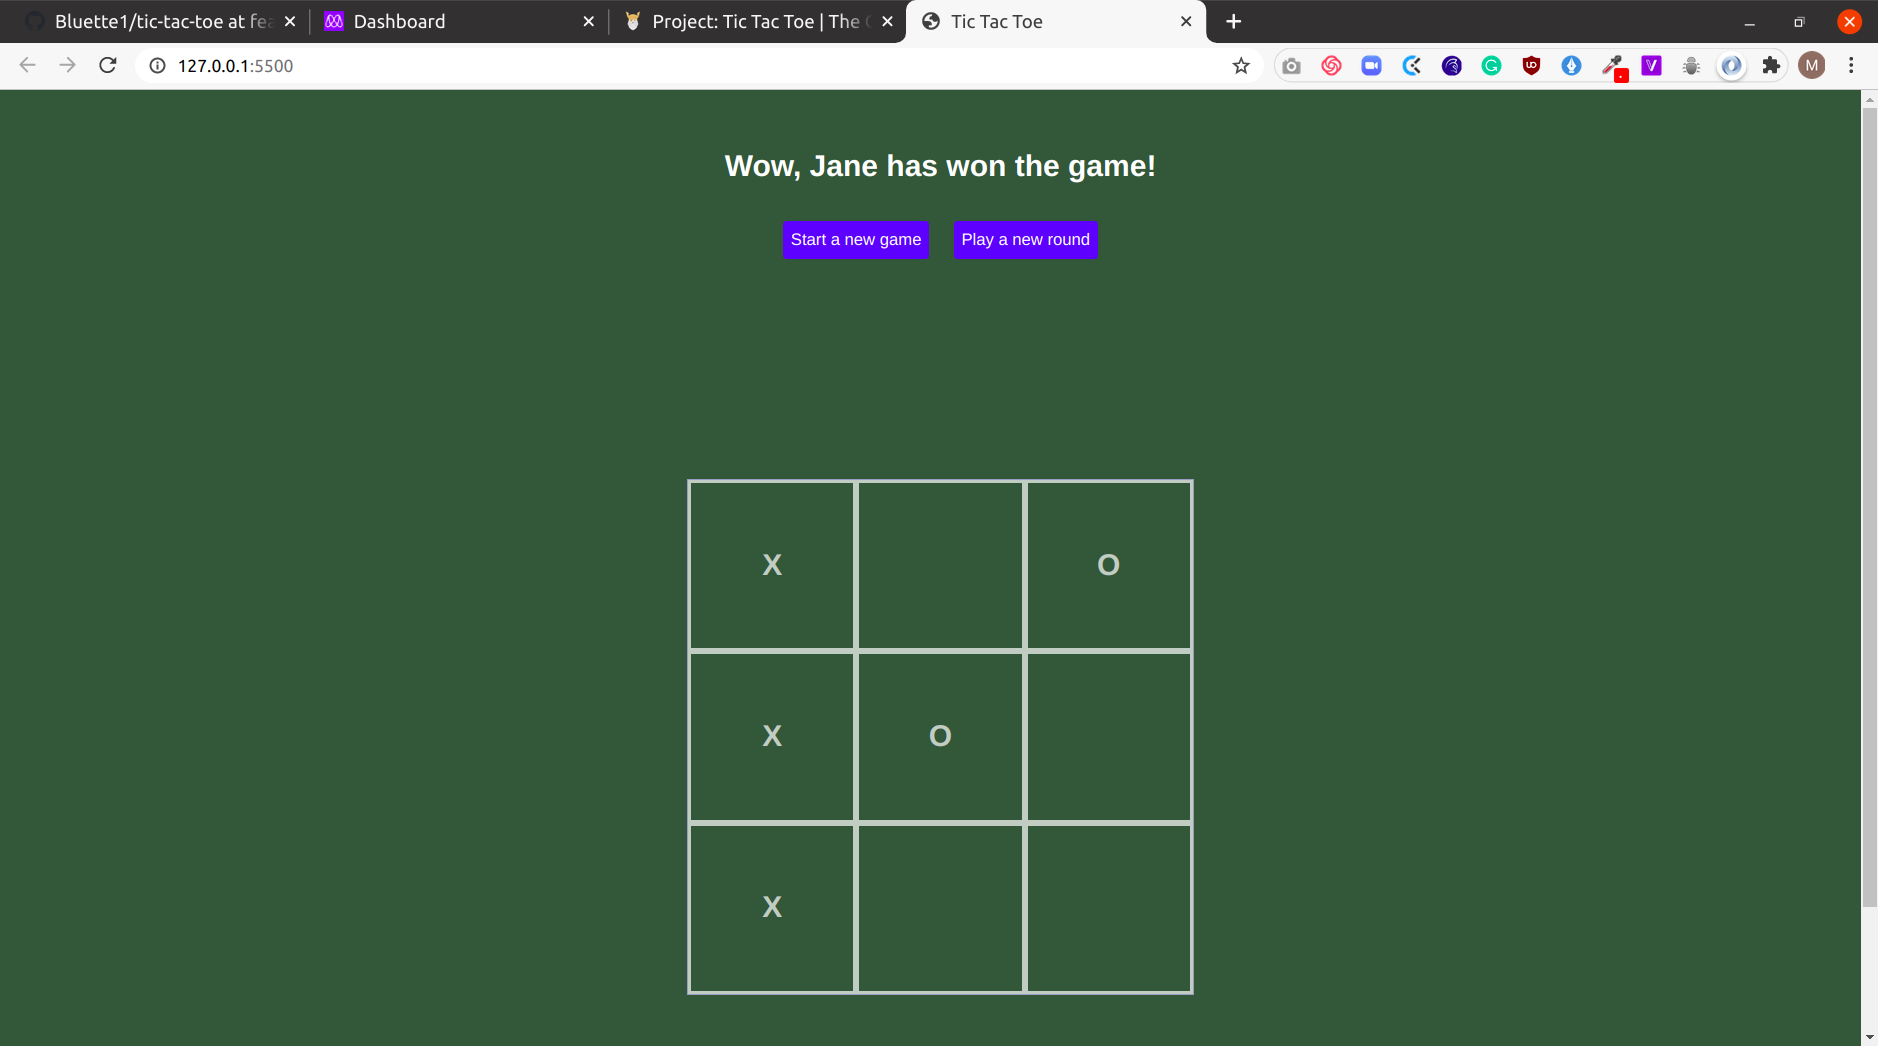 Bluette1/tic-tac-toe at fea
Dashboard
Project: Tic Tac Toe | The
Tic Tac Toe
127.0.0.1:5500
M
Wow, Jane has won the game!
Start a new game
Play a new round
X O
X O
X